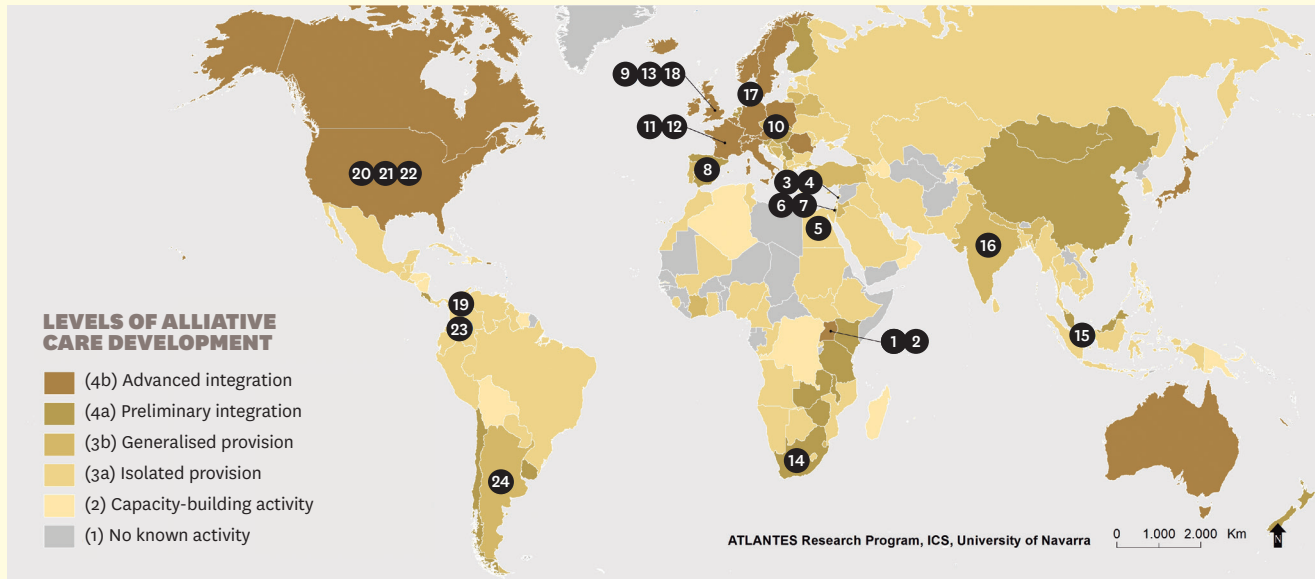 9 13 18
17
11 12
10
8
3 4
6 7
5
20 21 22
16
19
23
15
1 2
14
24
LEVELS OF ALLIATIVE
CARE DEVELOPMENT
(4b) Advanced integration
(4a) Preliminary integration
(3b) Generalised provision
(3a) Isolated provision
(2) Capacity-building activity
(1) No known activity
ATLANTES Research Program, ICS, University of Navarra
0 1.000 2.000 Km
N